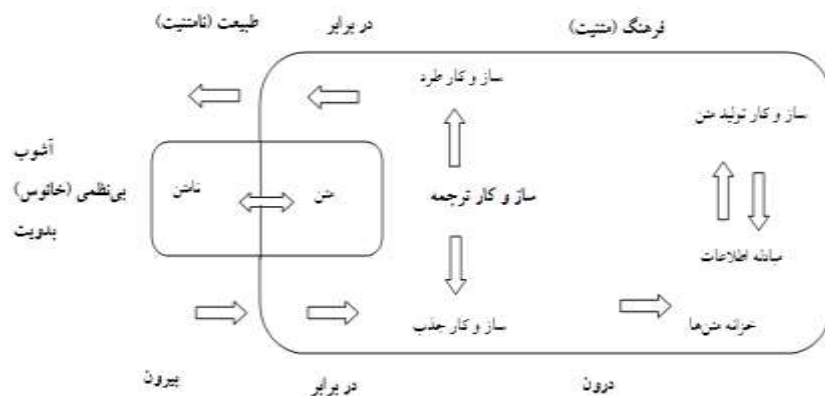 فرهنگ (متنیت)
در برابر
طبیعت (نامتنیت)
ساز و کار طرد
ساز و کار تولید متن
آشوب
بی‌نظمی (خائوس)
بدویت
نامتن
متن
ساز و کار ترجمه
مبادله اطلاعات
ساز و کار جذب
خزانه متن‌ها
درون
در برابر
بیرون